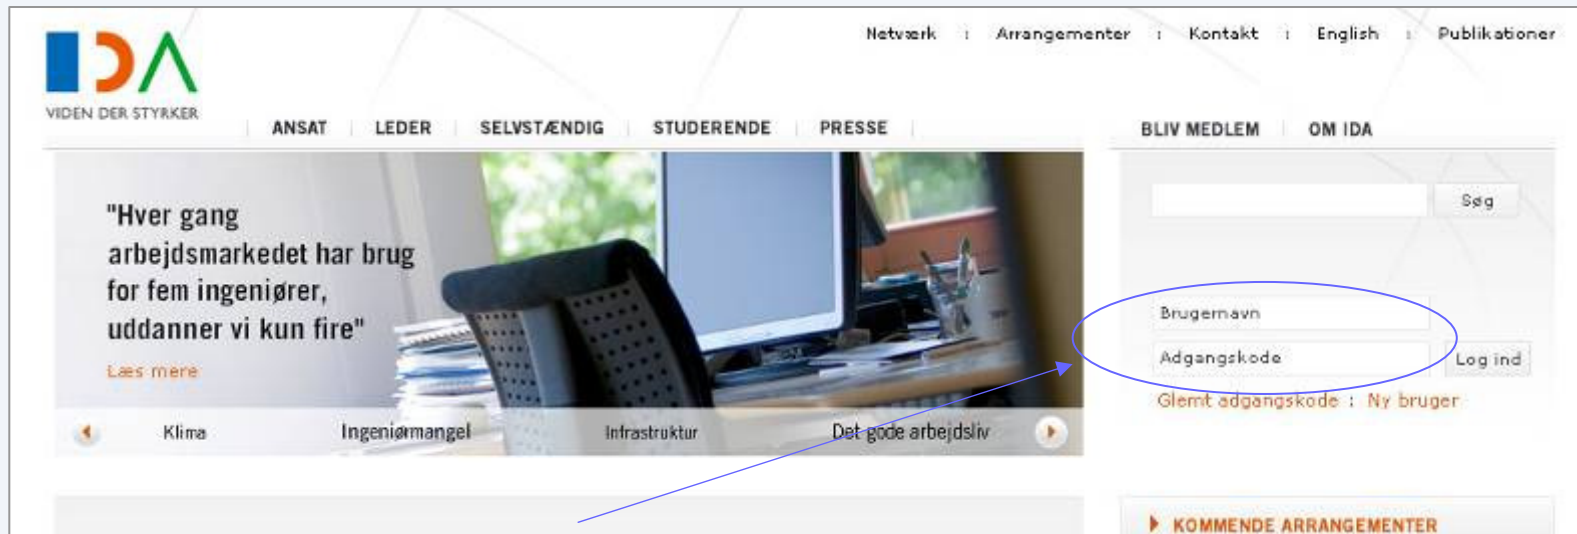 IDA
VIDEN DER STYRKER
Netværk : Arrangementer : Kontakt : English : Publikationer
ANSAT LEDER SELVSTÆNDIG STUDERENDE PRESSE
BLIV MEDLEM OM IDA
"Hver gang
arbejdsmarkedet har brug
for fem ingeniører,
uddanner vi kun fire"
Læs mere
Klima Ingeniørmangel Infrastruktur Det gode arbejdsliv
Søg
Brugernavn
Adgangskode Log ind
Glemt adgangskode : Ny bruger
KOMMENDE ARRANGEMENTER